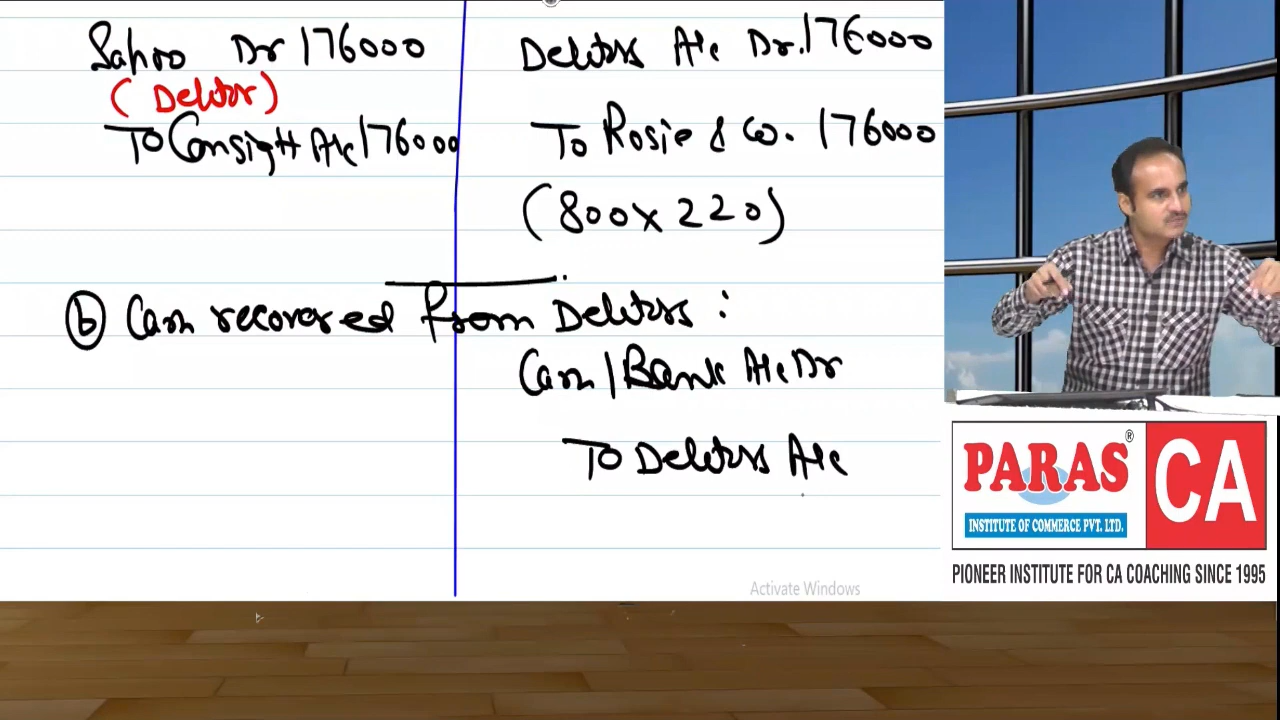 Sahoo Dr 176000
(Debtor)
To Consight A/c 176000
Debtors A/c Dr. 176000
To Rosie & Co. 176000
(800 x 220)
(b) Cash recovered from Debtors :
Cash / Bank A/c Dr
To Debtors A/c
Activate Windows
PARAS®
INSTITUTE OF COMMERCE PVT. LTD.
CA
PIONEER INSTITUTE FOR CA COACHING SINCE 1995